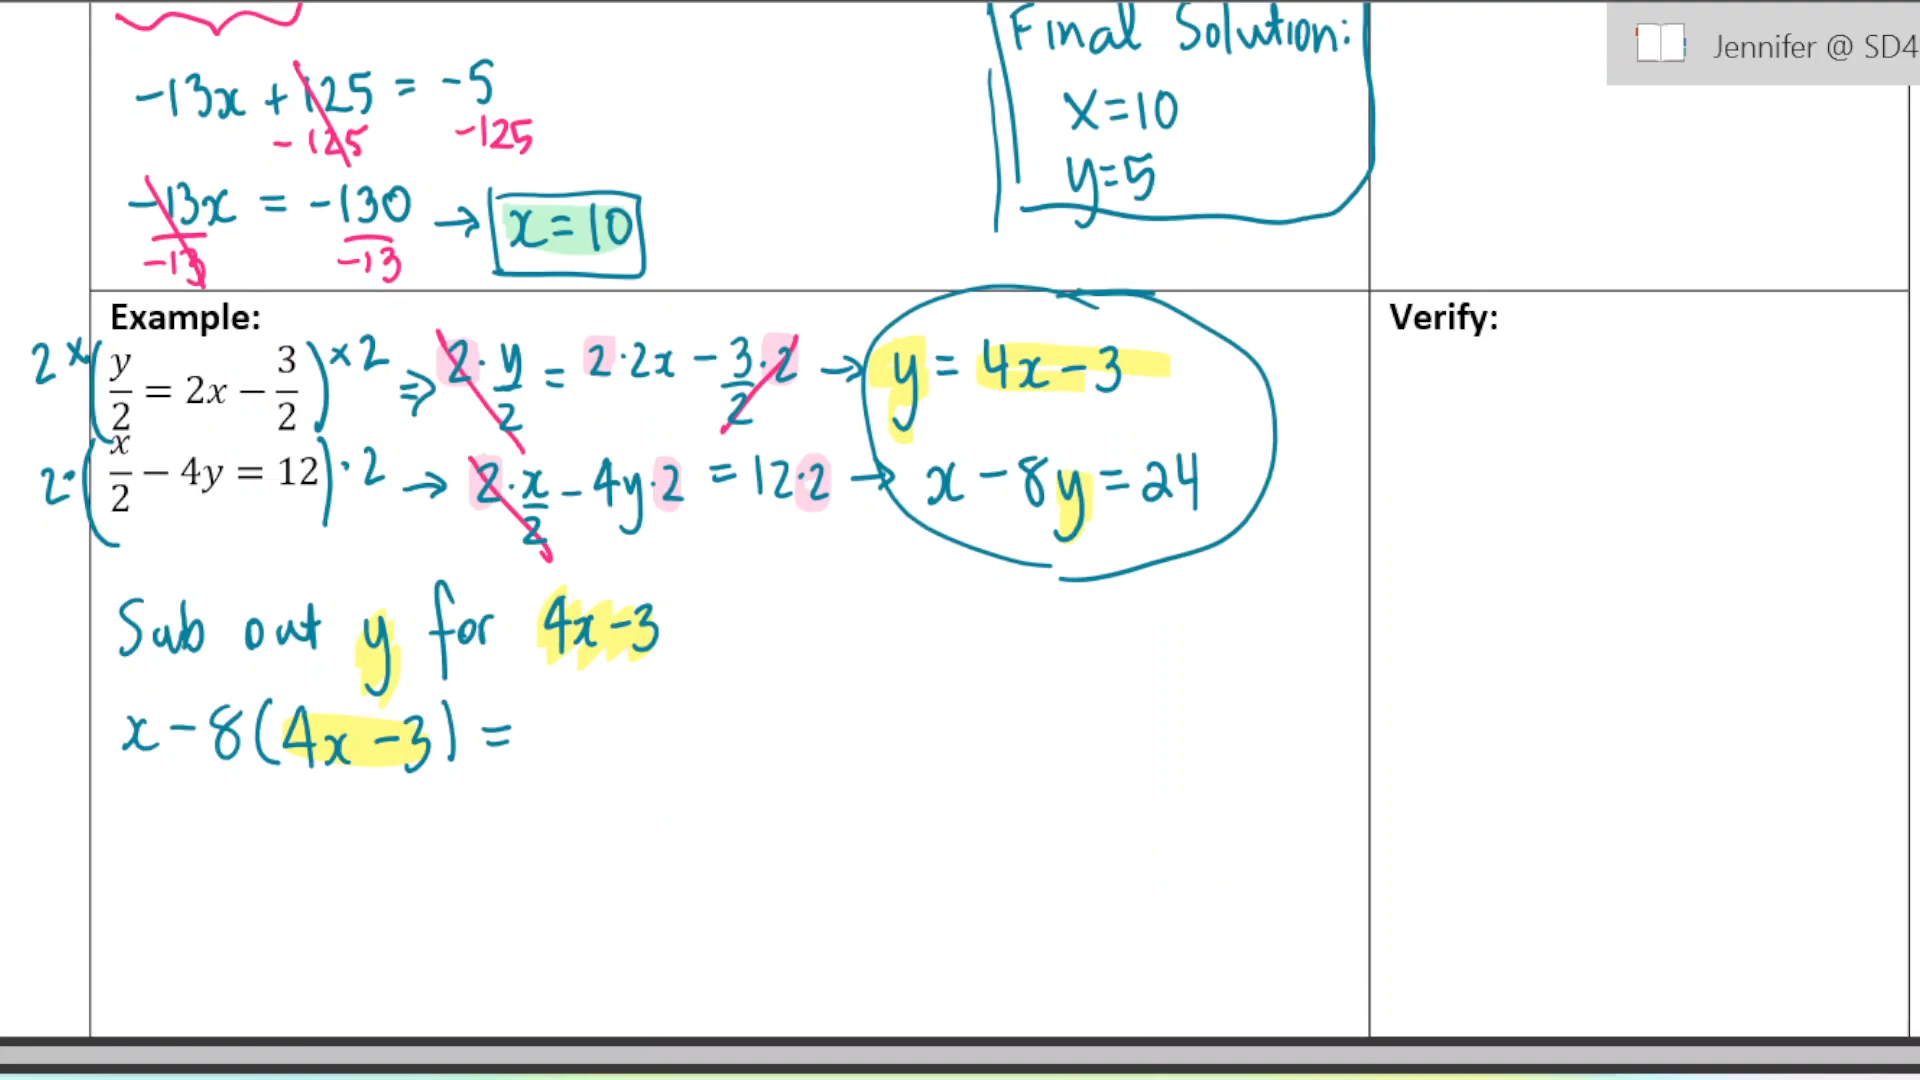 Final Solution:
Jennifer @ SD4
-13x + 125 = -5
-125 -125
x=10
y=5
-13x = -130 → x=10
-13 -13
Example:
Verify:
2×(y/2 = 2x − 3/2)×2 ⇒ 2·y/2 = 2·2x − 3/2·2 → y = 4x−3
2·(x/2 − 4y = 12)·2 → 2·x/2 − 4y·2 = 12·2 → x − 8y = 24
Sub out y for 4x−3
x − 8(4x −3) =